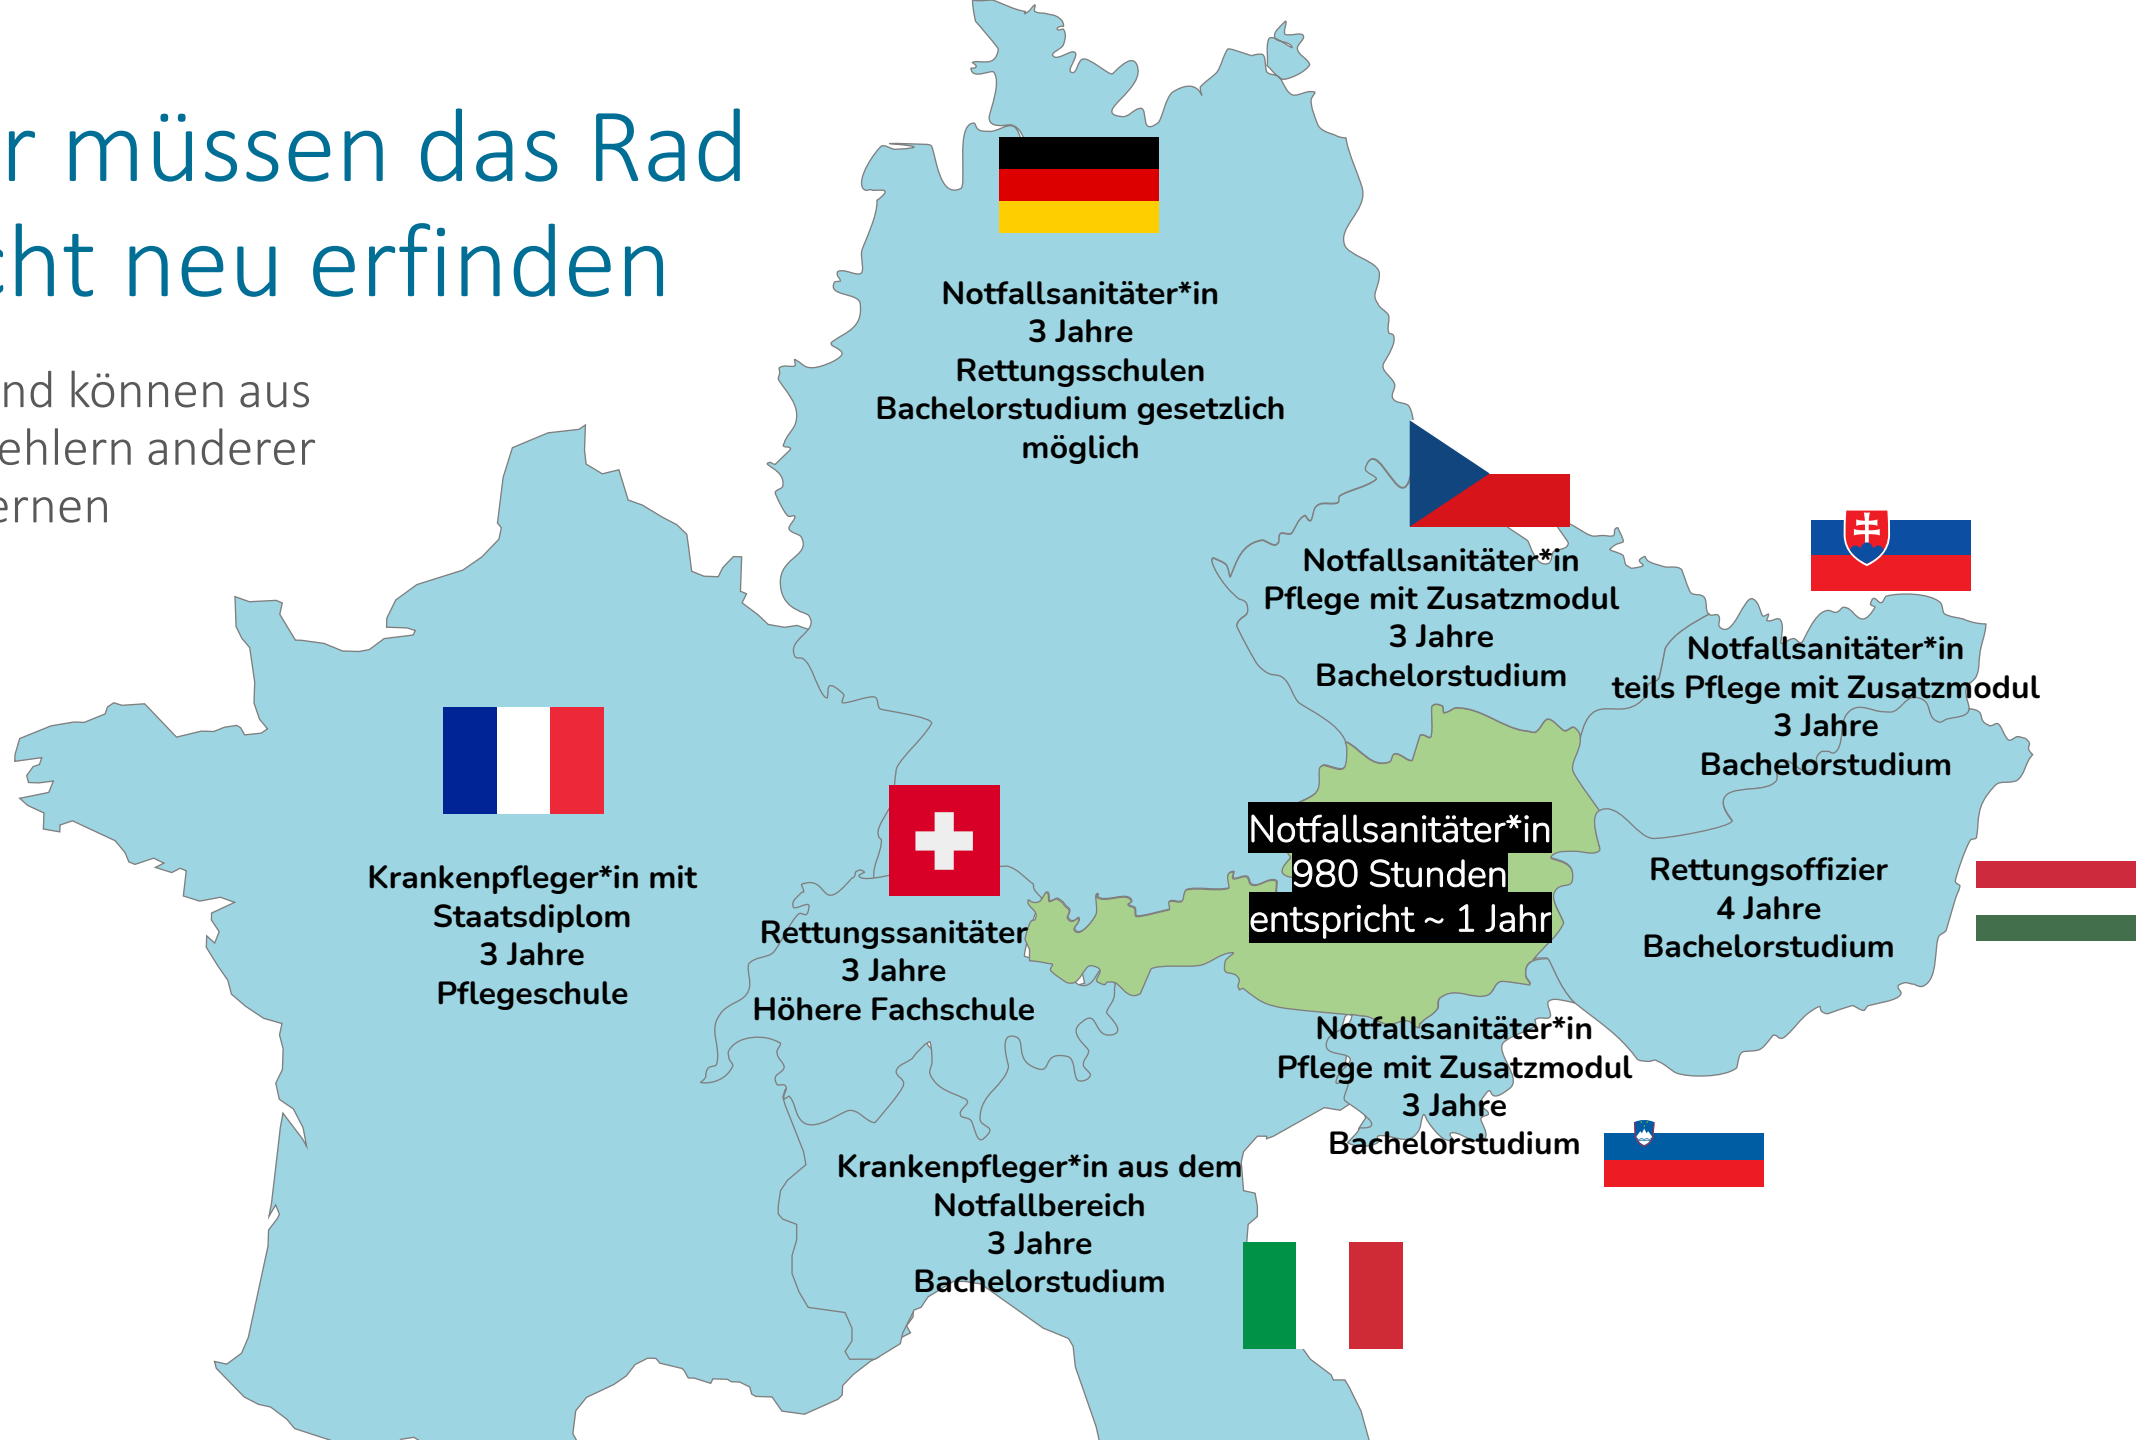 r müssen das Rad
cht neu erfinden
nd können aus
ehlern anderer
ernen
Notfallsanitäter*in
3 Jahre
Rettungsschulen
Bachelorstudium gesetzlich
möglich
Notfallsanitäter*in
Pflege mit Zusatzmodul
3 Jahre
Bachelorstudium
Notfallsanitäter*in
teils Pflege mit Zusatzmodul
3 Jahre
Bachelorstudium
Krankenpfleger*in mit
Staatsdiplom
3 Jahre
Pflegeschule
Rettungssanitäter
3 Jahre
Höhere Fachschule
Notfallsanitäter*in
980 Stunden
entspricht ~ 1 Jahr
Rettungsoffizier
4 Jahre
Bachelorstudium
Notfallsanitäter*in
Pflege mit Zusatzmodul
3 Jahre
Bachelorstudium
Krankenpfleger*in aus dem
Notfallbereich
3 Jahre
Bachelorstudium